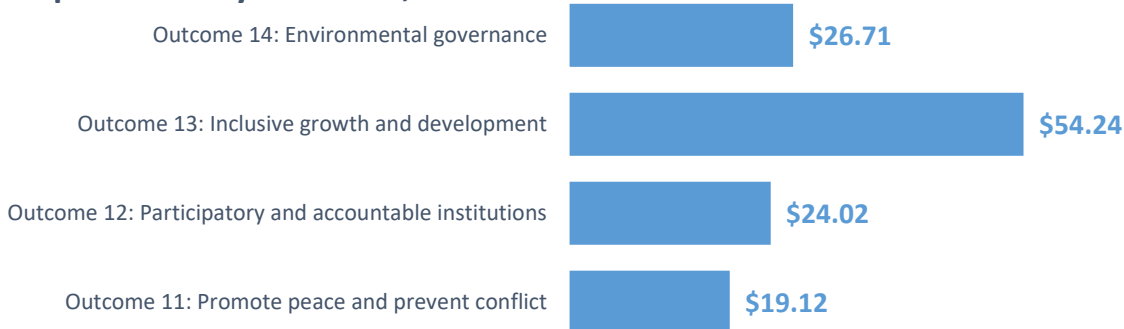 Outcome 14: Environmental governance
$26.71
Outcome 13: Inclusive growth and development
$54.24
Outcome 12: Participatory and accountable institutions
$24.02
Outcome 11: Promote peace and prevent conflict
$19.12